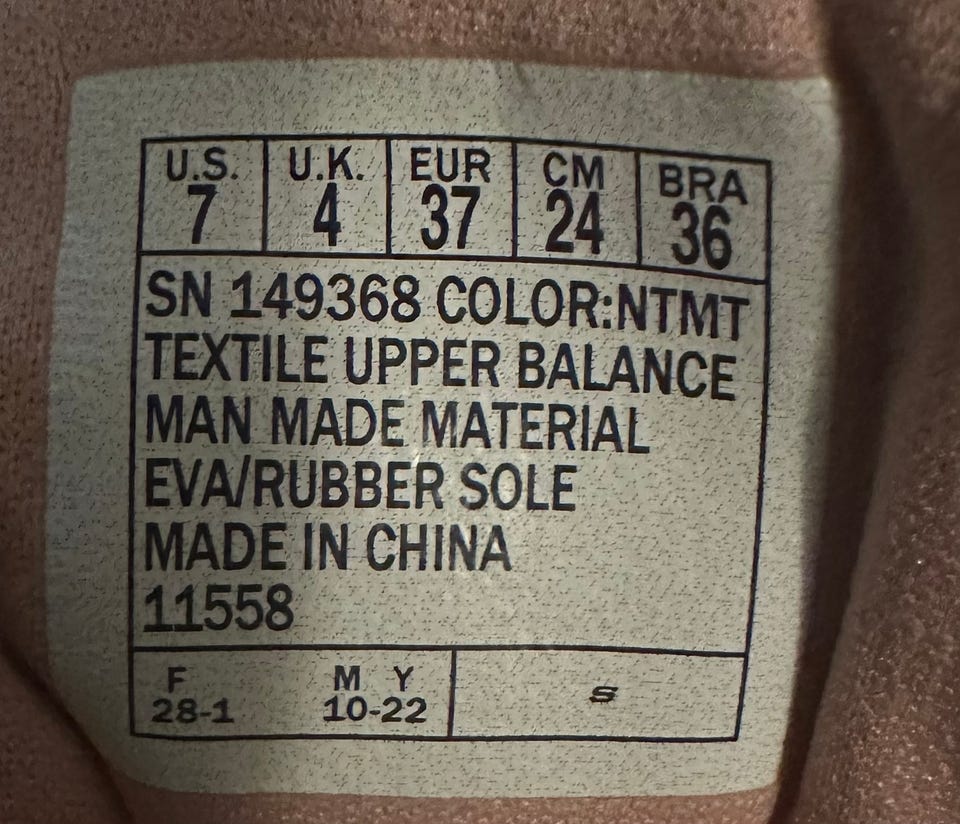 U.S. U.K. EUR CM BRA
7 4 37 24 36
SN 149368 COLOR:NTMT
TEXTILE UPPER BALANCE
MAN MADE MATERIAL
EVA/RUBBER SOLE
MADE IN CHINA
11558
F M Y
28-1 10-22 S